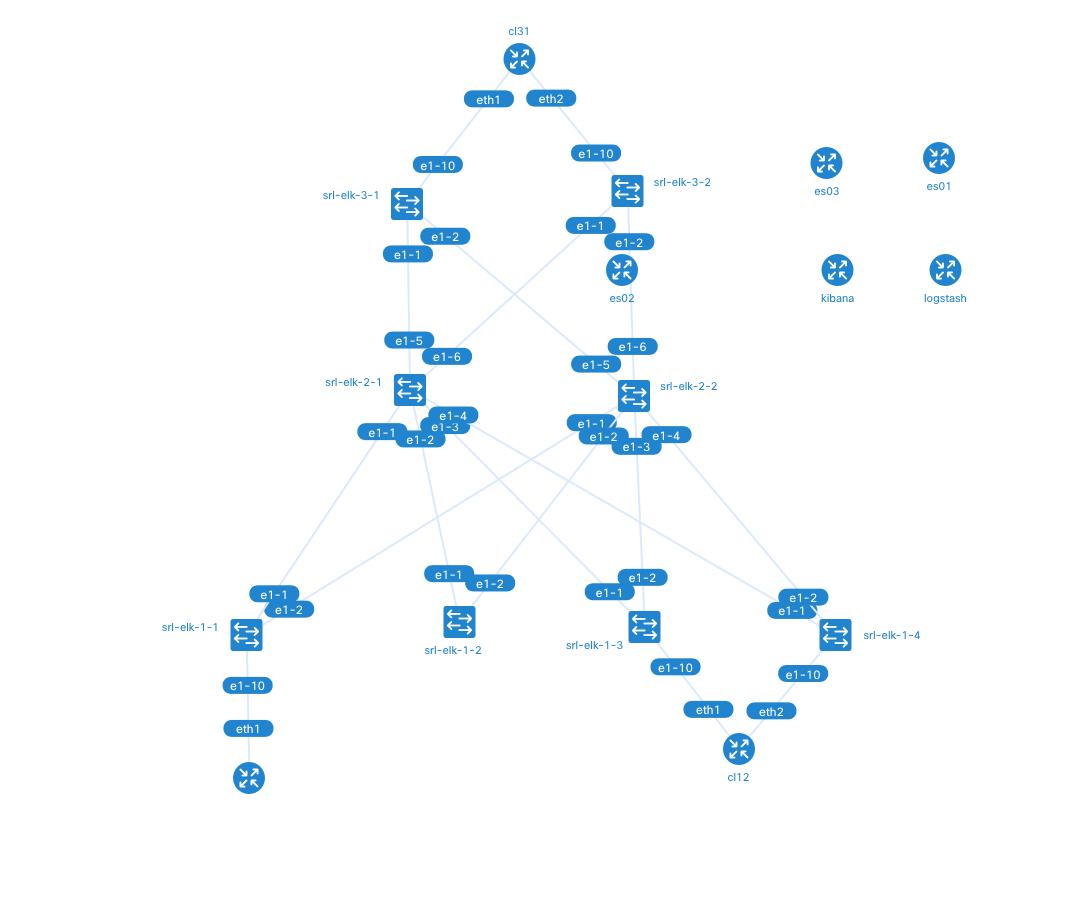 cl31
eth1
eth2
e1-10
e1-10
es03
es01
srl-elk-3-1
srl-elk-3-2
e1-2
e1-1
e1-1
e1-2
es02
kibana
logstash
e1-5
e1-6
e1-6
e1-5
srl-elk-2-1
srl-elk-2-2
e1-4
e1-3
e1-1
e1-2
e1-1
e1-2
e1-3
e1-4
e1-1
e1-2
e1-1
e1-2
e1-2
e1-1
e1-2
e1-1
srl-elk-1-1
srl-elk-1-2
srl-elk-1-3
srl-elk-1-4
e1-10
e1-10
e1-10
eth1
eth1
eth2
cl12